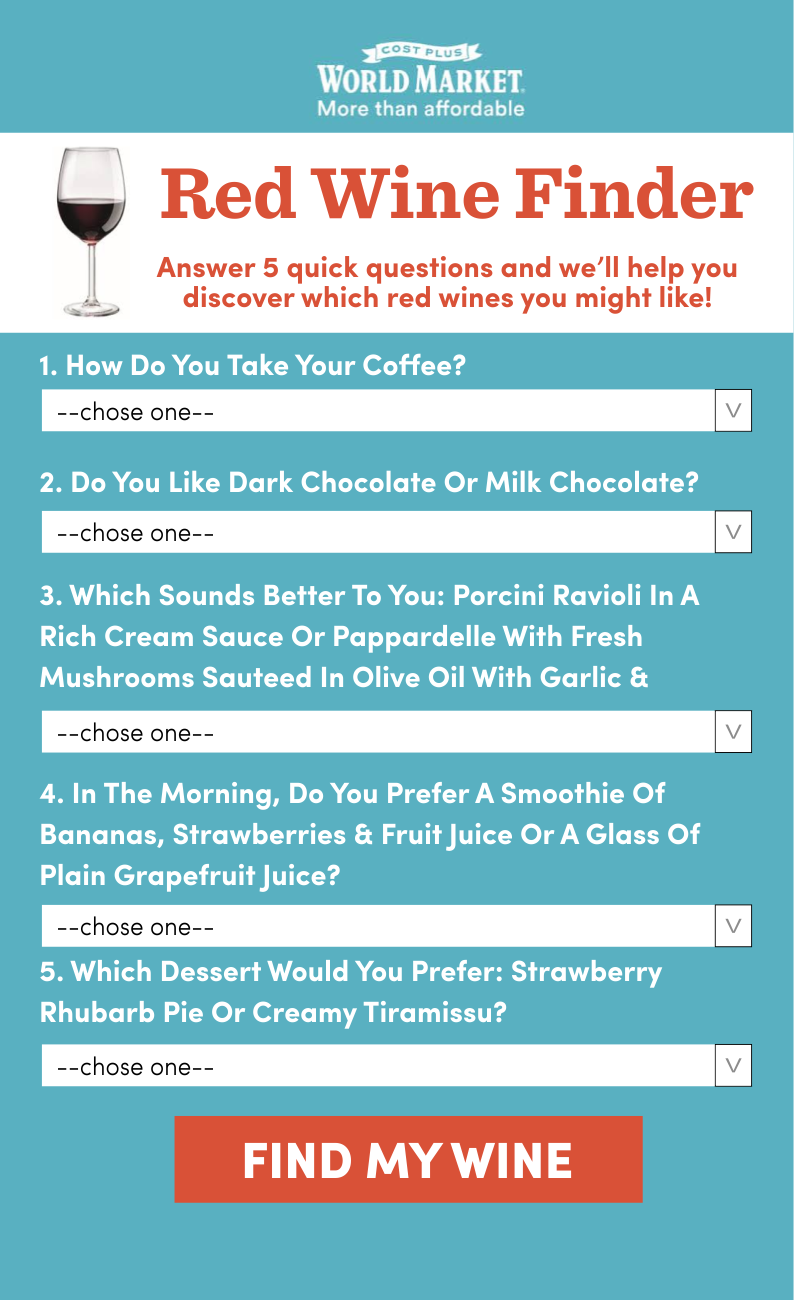 COST PLUS
WORLD MARKET.
More than affordable
Red Wine Finder
Answer 5 quick questions and we'll help you
discover which red wines you might like!
1. How Do You Take Your Coffee?
--chose one--
V
2. Do You Like Dark Chocolate Or Milk Chocolate?
--chose one--
V
3. Which Sounds Better To You: Porcini Ravioli In A
Rich Cream Sauce Or Pappardelle With Fresh
Mushrooms Sauteed In Olive Oil With Garlic &
--chose one--
V
4. In The Morning, Do You Prefer A Smoothie Of
Bananas, Strawberries & Fruit Juice Or A Glass Of
Plain Grapefruit Juice?
--chose one--
V
5. Which Dessert Would You Prefer: Strawberry
Rhubarb Pie Or Creamy Tiramissu?
--chose one--
V
FIND MY WINE